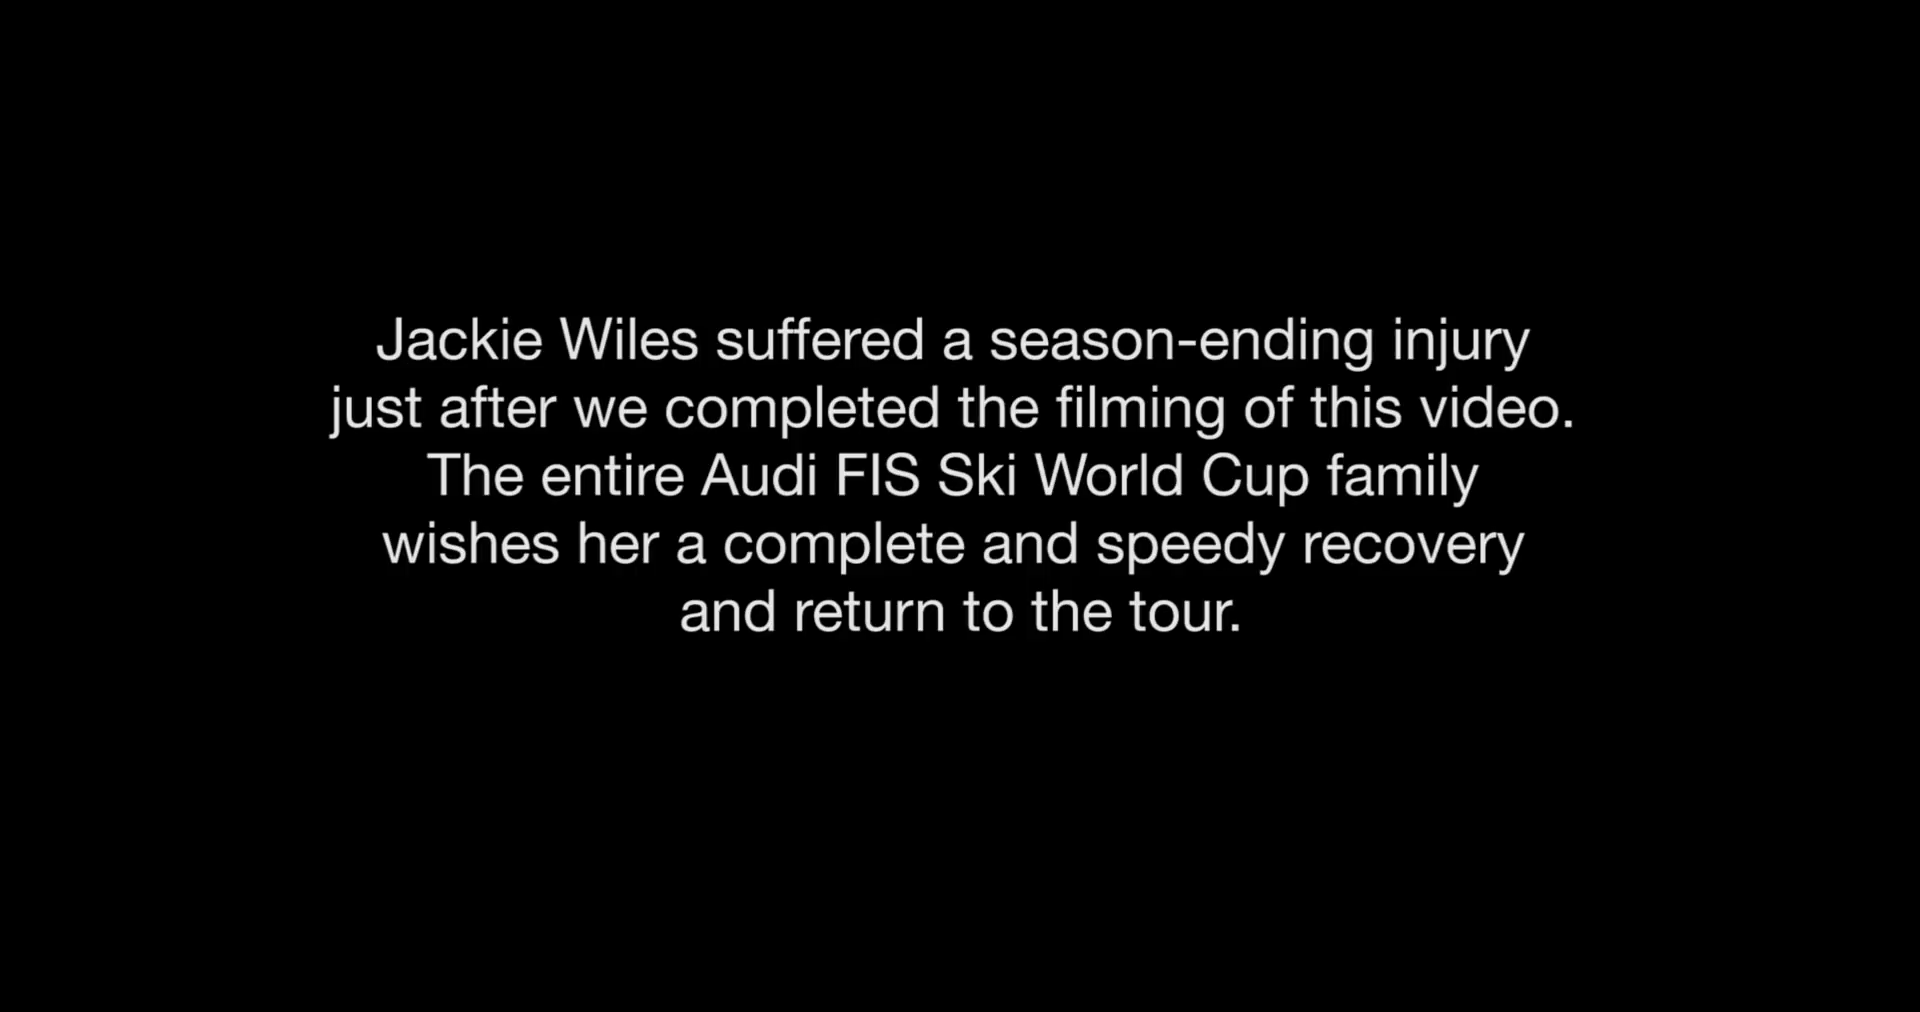 Jackie Wiles suffered a season-ending injury
just after we completed the filming of this video.
The entire Audi FIS Ski World Cup family
wishes her a complete and speedy recovery
and return to the tour.